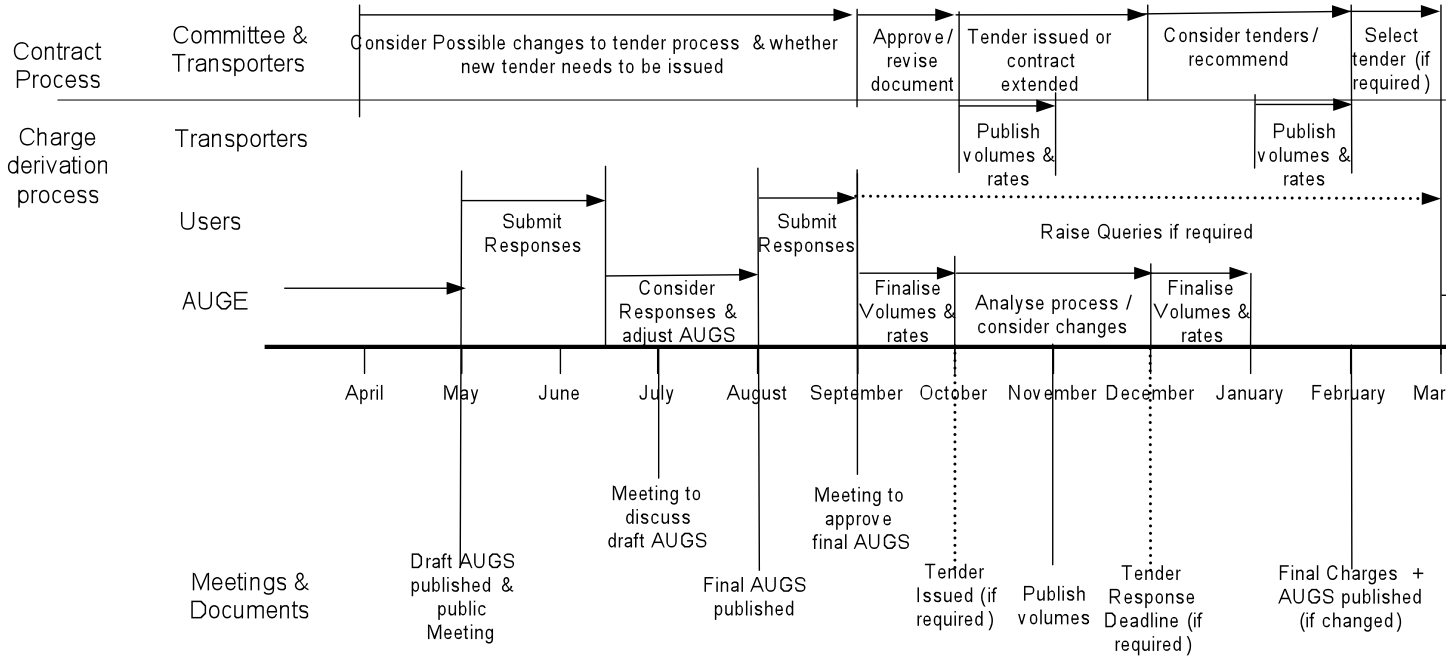 Contract
Process
Committee &
Transporters
Consider Possible changes to tender process & whether
new tender needs to be issued
Approve/
revise
document
Tender issued or
contract
extended
Consider tenders/
recommend
Select
tender (if
required)
Charge
derivation
process
Transporters
Publish
volumes &
rates
Publish
volumes &
rates
Users
Submit
Responses
Submit
Responses
Raise Queries if required
AUGE
Consider
Responses &
adjust AUGS
Finalise
Volumes &
rates
Analyse process /
consider changes
Finalise
Volumes &
rates
April May June July August September October November December January February Mar
Meetings &
Documents
Draft AUGS
published &
public
Meeting
Meeting to
discuss
draft AUGS
Final AUGS
published
Meeting to
approve
final AUGS
Tender
Issued (if
required)
Publish
volumes
Tender
Response
Deadline (if
required)
Final Charges +
AUGS published
(if changed)